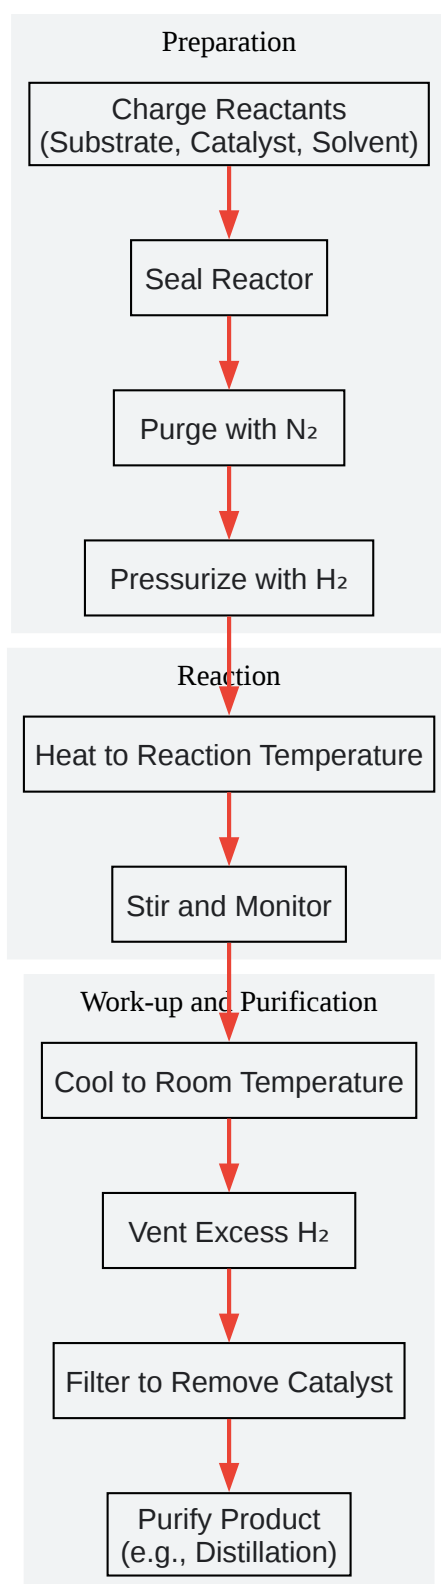 Preparation
Charge Reactants
(Substrate, Catalyst, Solvent)
Seal Reactor
Purge with N₂
Pressurize with H₂
Reaction
Heat to Reaction Temperature
Stir and Monitor
Work-up and Purification
Cool to Room Temperature
Vent Excess H₂
Filter to Remove Catalyst
Purify Product
(e.g., Distillation)